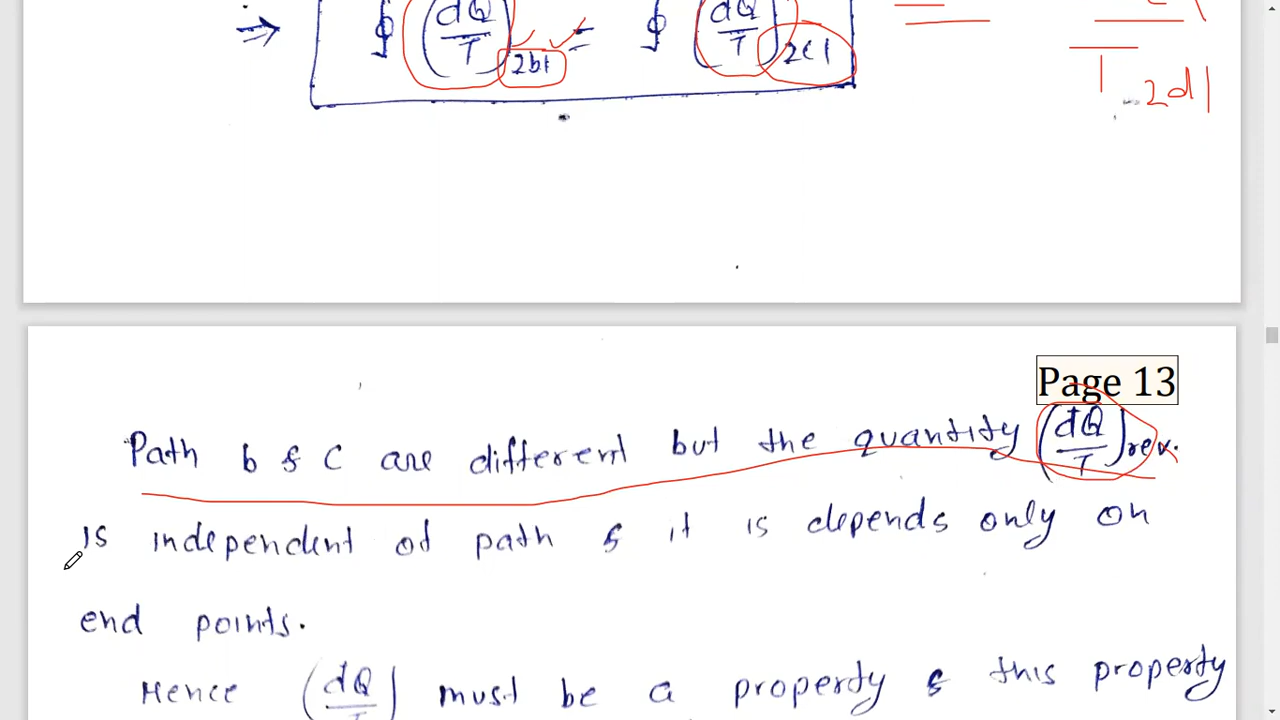 ⇒ ∮ (dQ/T) 2b1 = ∮ (dQ/T) 2c1
T 2d1
Page 13
Path b & c are different but the quantity (dQ/T) rev.
is independent of path & it is depends only on
end points.
Hence (dQ/T) must be a property & this property